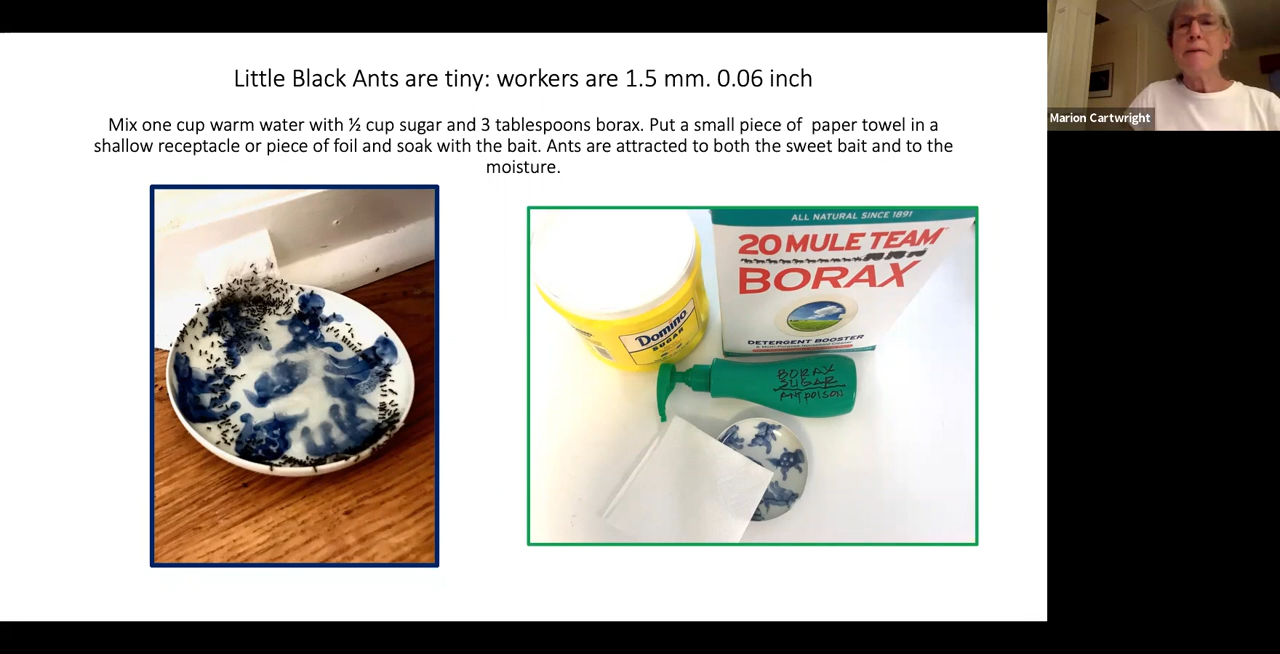 Little Black Ants are tiny: workers are 1.5 mm. 0.06 inch
Mix one cup warm water with ½ cup sugar and 3 tablespoons borax. Put a small piece of paper towel in a
shallow receptacle or piece of foil and soak with the bait. Ants are attracted to both the sweet bait and to the
moisture.
Marion Cartwright
ALL NATURAL SINCE 1891
20 MULE TEAM
BORAX
DETERGENT BOOSTER
Domino
SUGAR
BORAX
SUGAR
ANT POISON